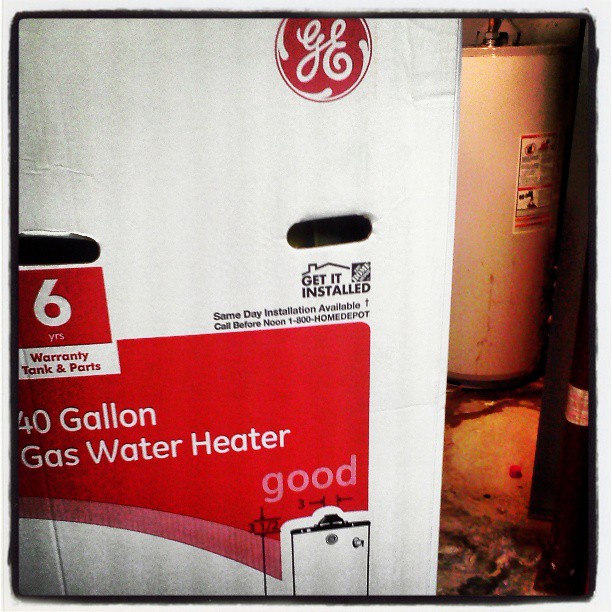 GE
GET IT
INSTALLED
Same Day Installation Available †
Call Before Noon 1-800-HOMEDEPOT
6
yrs
Warranty
Tank & Parts
40 Gallon
Gas Water Heater
good
3